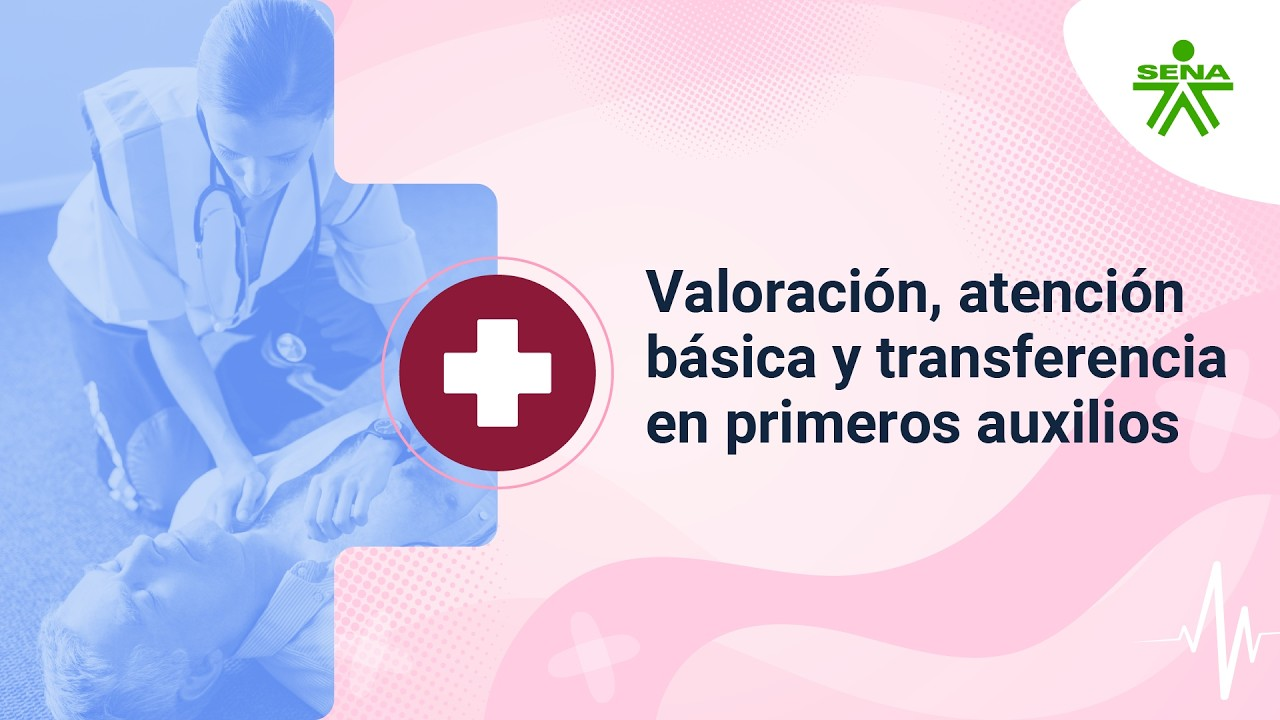 SENA
Valoración, atención
básica y transferencia
en primeros auxilios